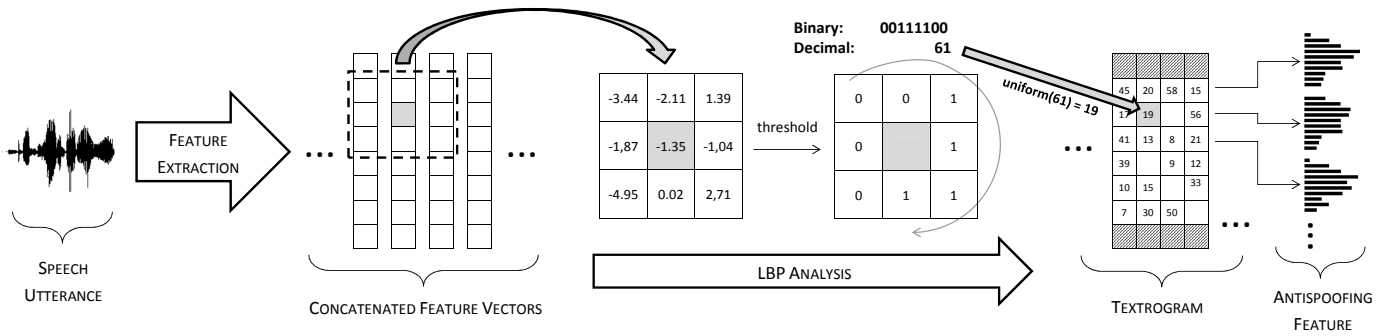 Binary: 00111100
Decimal: 61
uniform(61) = 19
FEATURE
EXTRACTION
...
...
-3.44 -2.11 1.39
-1,87 -1.35 -1,04
-4.95 0.02 2,71
threshold
0 0 1
0 1
0 1 1
...
45 20 58 15
17 19 56
41 13 8 21
39 9 12
10 15 33
7 30 50
...
SPEECH
UTTERANCE
CONCATENATED FEATURE VECTORS
LBP ANALYSIS
TEXTROGRAM
ANTISPOOFING
FEATURE